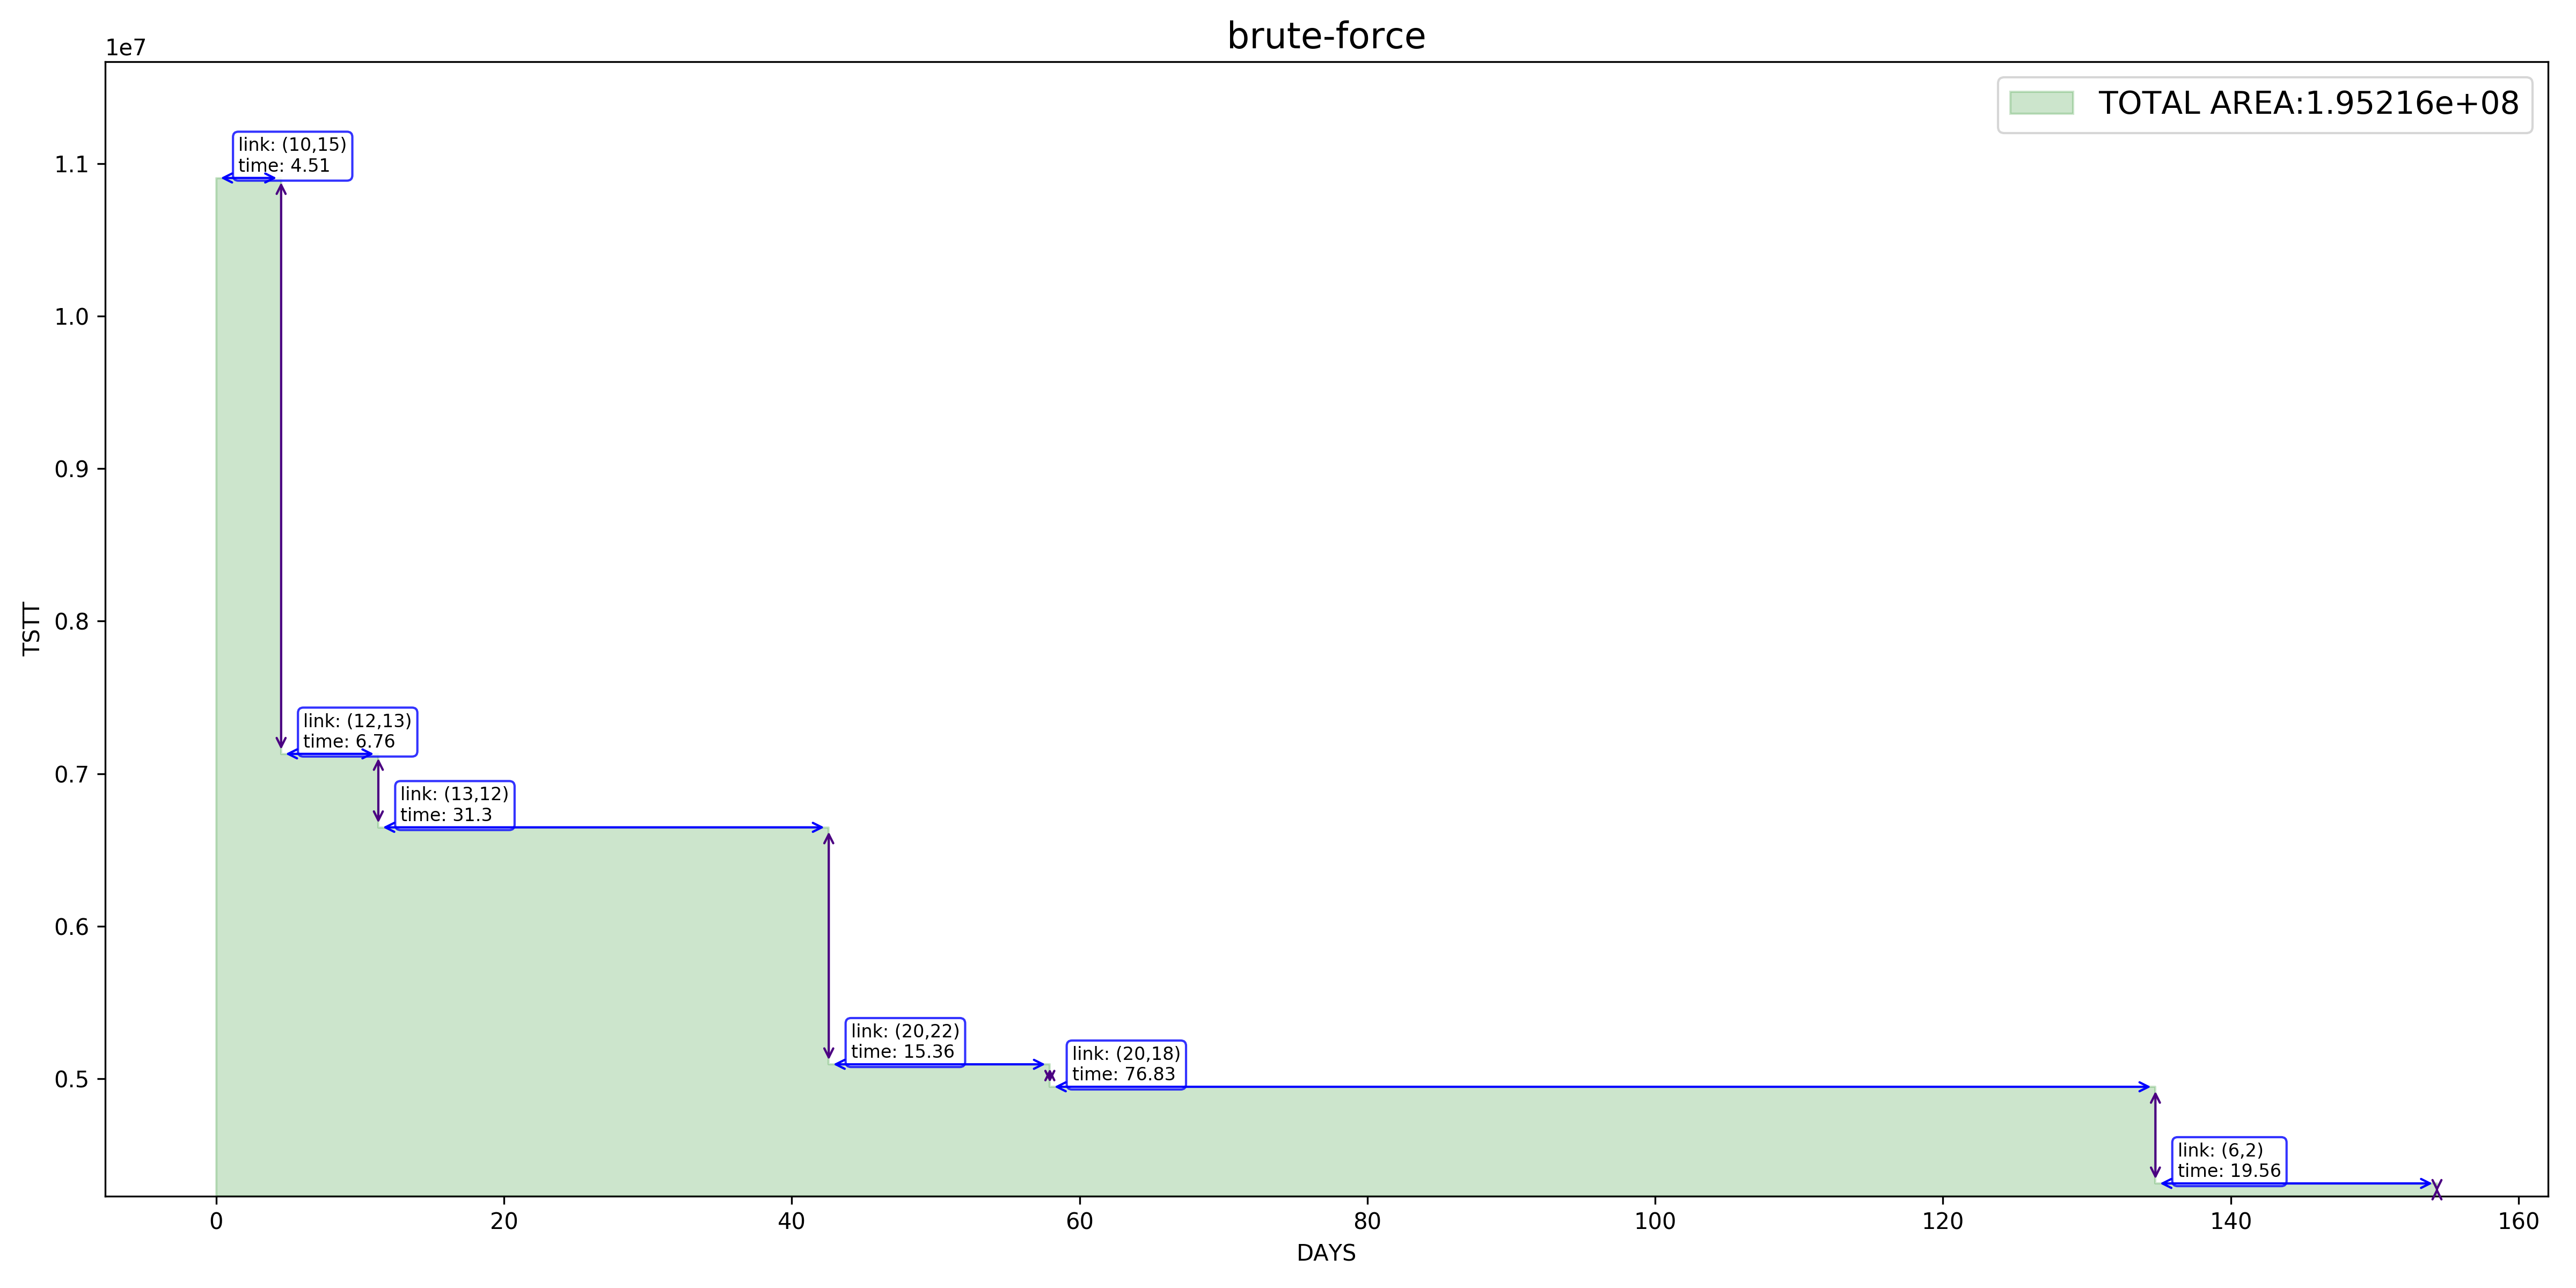 brute-force
1e7
TOTAL AREA:1.95216e+08
link: (10,15)
time: 4.51
1.1
1.0
0.9
0.8
TSTT
link: (12,13)
time: 6.76
0.7
link: (13,12)
time: 31.3
0.6
link: (20,22)
time: 15.36
link: (20,18)
time: 76.83
0.5
link: (6,2)
time: 19.56
0 20 40 60 80 100 120 140 160
DAYS